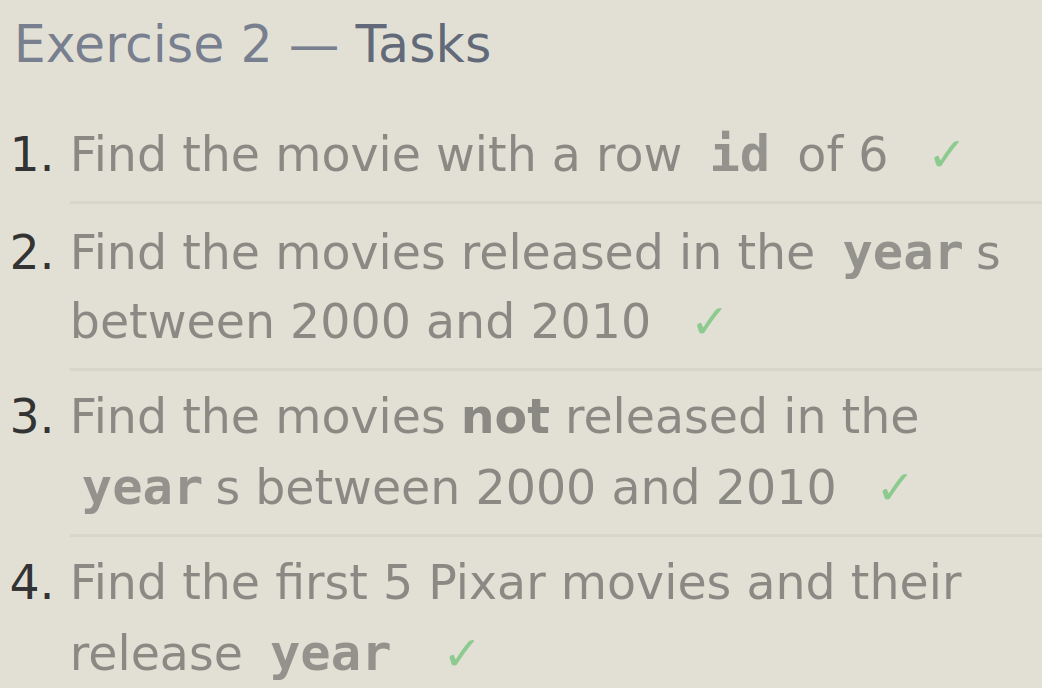 Exercise 2 — Tasks
1. Find the movie with a row id of 6 ✓
2. Find the movies released in the year s
between 2000 and 2010 ✓
3. Find the movies not released in the
year s between 2000 and 2010 ✓
4. Find the first 5 Pixar movies and their
release year ✓